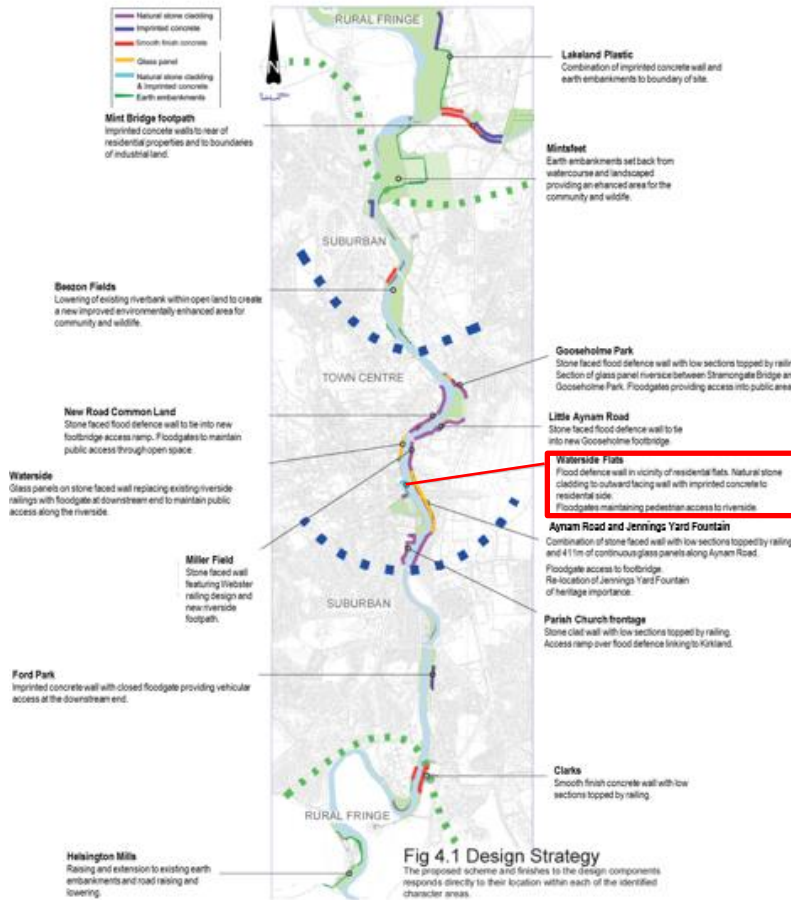 Natural stone cladding
Imprinted concrete
Smooth finish concrete
Glass panel
Natural stone cladding
& Imprinted concrete
Earth embankments
N
RURAL FRINGE
Lakeland Plastic
Combination of imprinted concrete wall and
earth embankments to boundary of site.
Mint Bridge footpath
Imprinted concete walls to rear of
residential properties and to boundaries
of industrial land.
Mintsfeet
Earth embankments set back from
watercourse and landscaped
providing an ehanced area for the
community and wildlife.
SUBURBAN
Beezon Fields
Lowering of existing riverbank within open land to create
a new improved environmentally enhanced area for
community and wildlife.
Gooseholme Park
Stone faced flood defence wall with low sections topped by railin
Section of glass panel riversice between Stramongate Bridge an
Gooseholme Park. Floodgates providing access into public area
TOWN CENTRE
New Road Common Land
Stone faced flood defence wall to tie into new
footbridge access ramp. Floodgates to maintain
public access through open space.
Little Aynam Road
Stone faced flood defence wall to tie
into new Gooseholme footbridge.
Waterside
Glass panels on stone faced wall replacing existing riverside
railings with floodgate at downstream end to maintain public
access along the riverside.
Waterside Flats
Flood defence wall in vicinity of residential flats. Natural stone
cladding to outward facing wall with imprinted concrete to
residental side.
Floodgates maintaining pedestrian access to riverside.
Aynam Road and Jennings Yard Fountain
Combination of stone faced wall with low sections topped by railing
and 411m of continuous glass panels along Aynam Road.
Floodgate access to footbridge.
Re-location of Jennings Yard Fountain
of heritage importance.
Miller Field
Stone faced wall
featuring Webster
railing design and
new riverside
footpath.
SUBURBAN
Parish Church frontage
Stone clad wall with low sections topped by railing.
Access ramp over flood defence linking to Kirkland.
Ford Park
Imprinted concrete wall with closed floodgate providing vehicular
access at the downstream end.
Clarks
Smooth finish concrete wall with low
sections topped by railing.
RURAL FRINGE
Helsington Mills
Raising and extension to existing earth
embankments and road raising and
lowering.
Fig 4.1 Design Strategy
The proposed scheme and finishes to the design components
responds directly to their location within each of the identified
character areas.